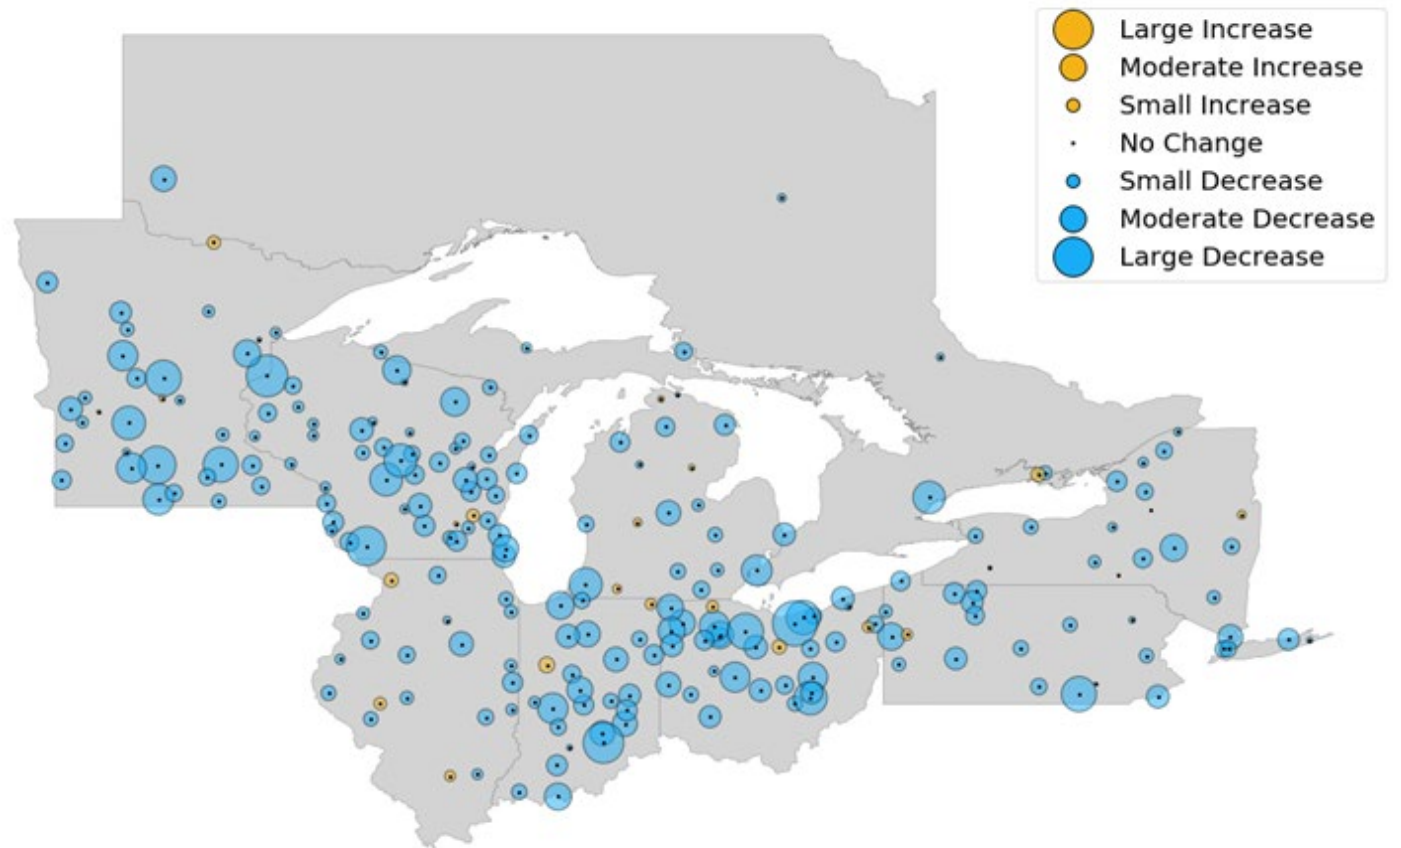 Large Increase
Moderate Increase
Small Increase
No Change
Small Decrease
Moderate Decrease
Large Decrease